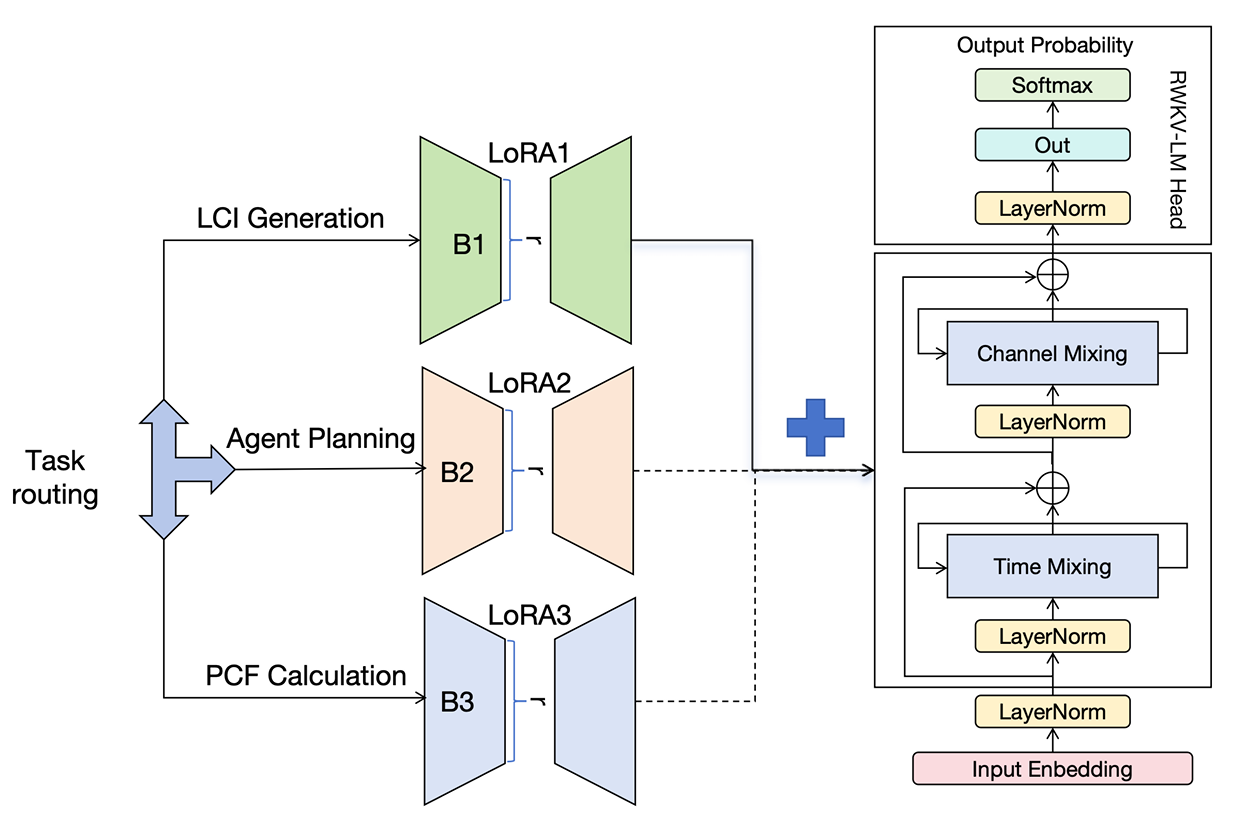 Task
routing
LCI Generation
Agent Planning
PCF Calculation
LoRA1
B1
r
LoRA2
B2
r
LoRA3
B3
r
Output Probability
Softmax
Out
LayerNorm
RWKV-LM Head
Channel Mixing
LayerNorm
Time Mixing
LayerNorm
LayerNorm
Input Enbedding